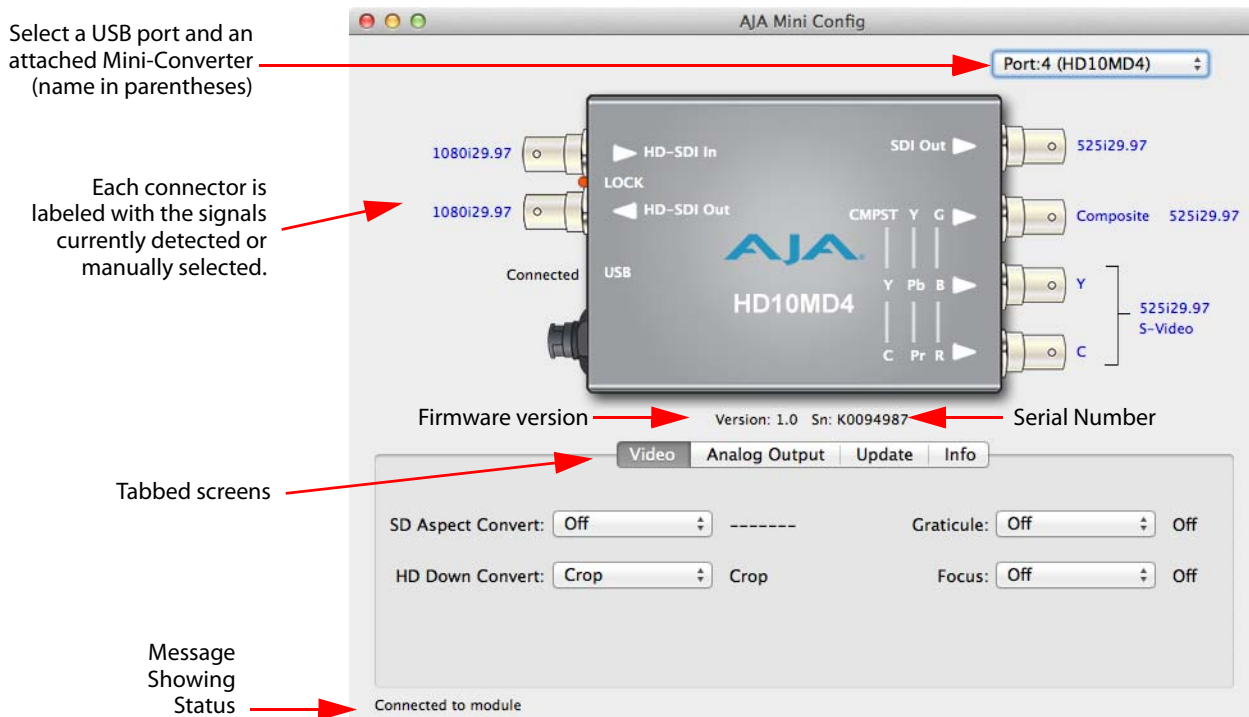 AJA Mini Config
Select a USB port and an
attached Mini-Converter
(name in parentheses)
Port:4 (HD10MD4)
1080i29.97
HD-SDI In
SDI Out
525i29.97
LOCK
Each connector is
labeled with the signals
currently detected or
manually selected.
1080i29.97
HD-SDI Out
CMPST Y G
Composite 525i29.97
AJA
Connected
USB
HD10MD4
Y Pb B
Y
525i29.97
S-Video
C Pr R
C
Firmware version
Version: 1.0 Sn: K0094987
Serial Number
Video Analog Output Update Info
Tabbed screens
SD Aspect Convert: Off -------
Graticule: Off Off
HD Down Convert: Crop Crop
Focus: Off Off
Message
Showing
Status
Connected to module